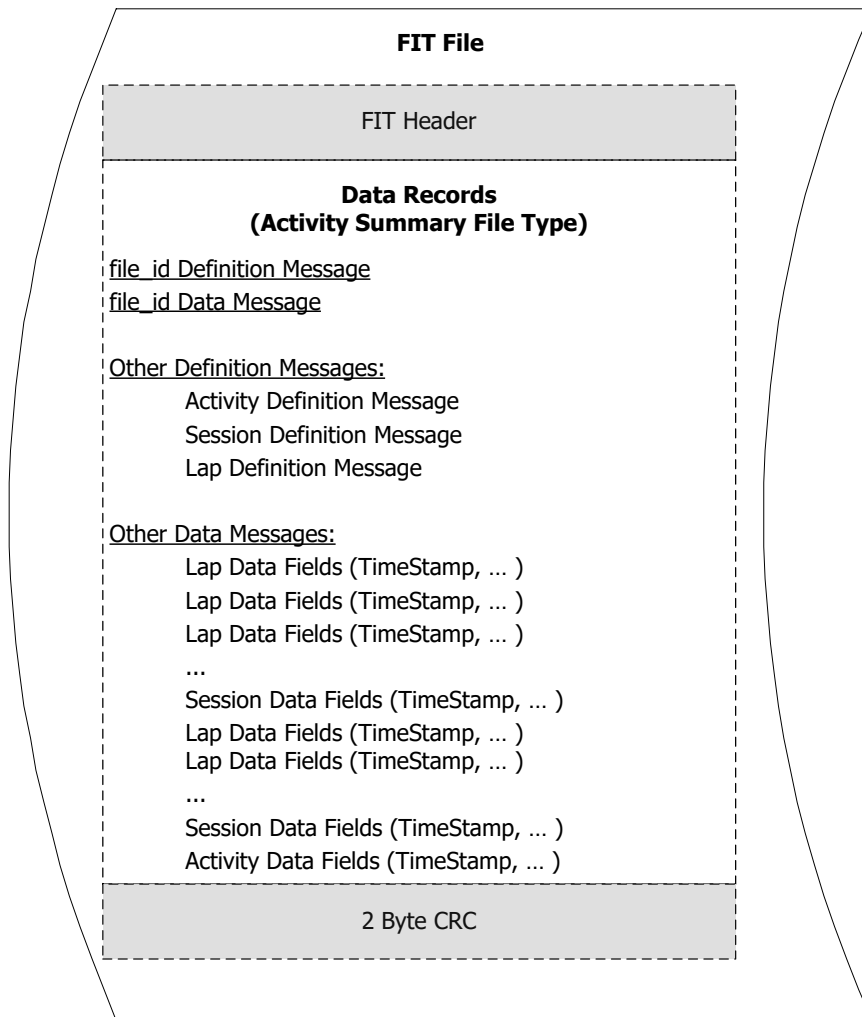 FIT File
FIT Header
Data Records
(Activity Summary File Type)
file_id Definition Message
file_id Data Message
Other Definition Messages:
Activity Definition Message
Session Definition Message
Lap Definition Message
Other Data Messages:
Lap Data Fields (TimeStamp, … )
Lap Data Fields (TimeStamp, … )
Lap Data Fields (TimeStamp, … )
...
Session Data Fields (TimeStamp, … )
Lap Data Fields (TimeStamp, … )
Lap Data Fields (TimeStamp, … )
...
Session Data Fields (TimeStamp, … )
Activity Data Fields (TimeStamp, … )
2 Byte CRC